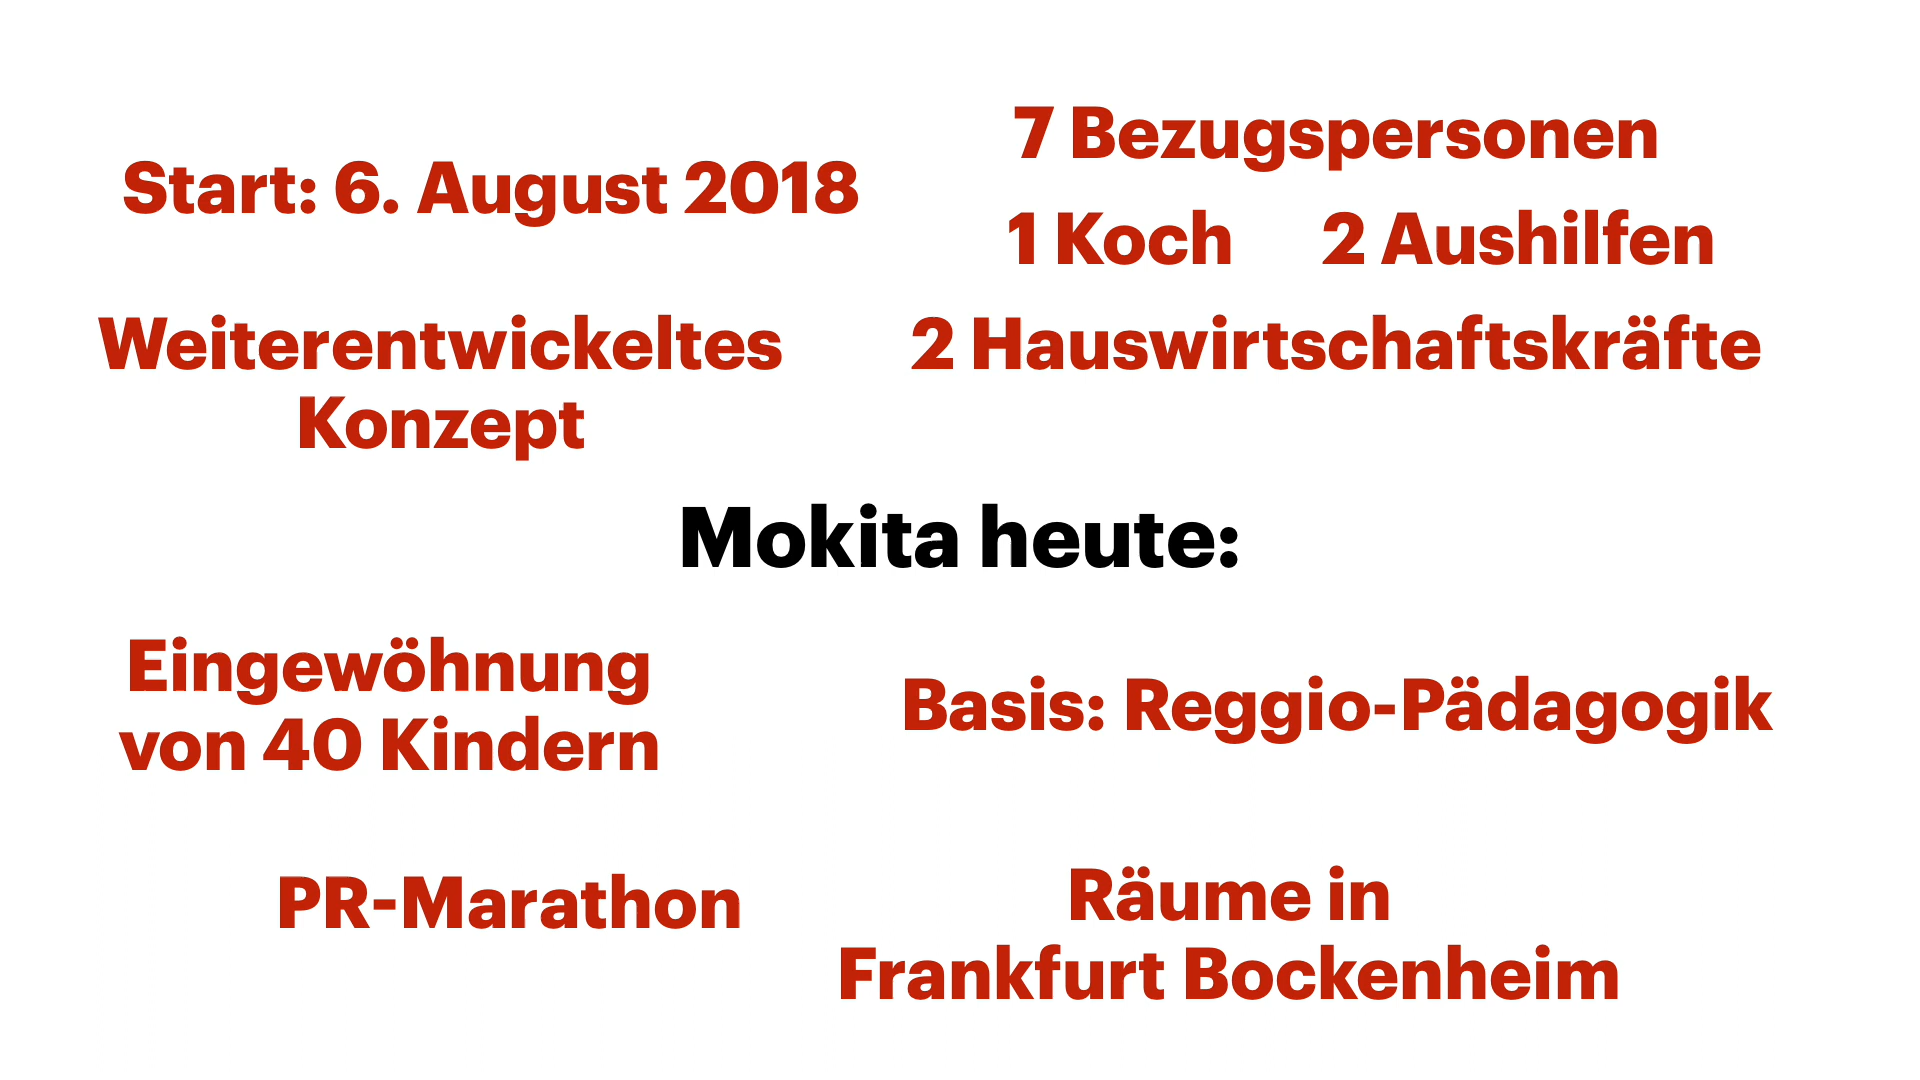 Start: 6. August 2018
7 Bezugspersonen
1 Koch 2 Aushilfen
2 Hauswirtschaftskräfte
Weiterentwickeltes
Konzept
Mokita heute:
Eingewöhnung
von 40 Kindern
Basis: Reggio-Pädagogik
PR-Marathon
Räume in
Frankfurt Bockenheim